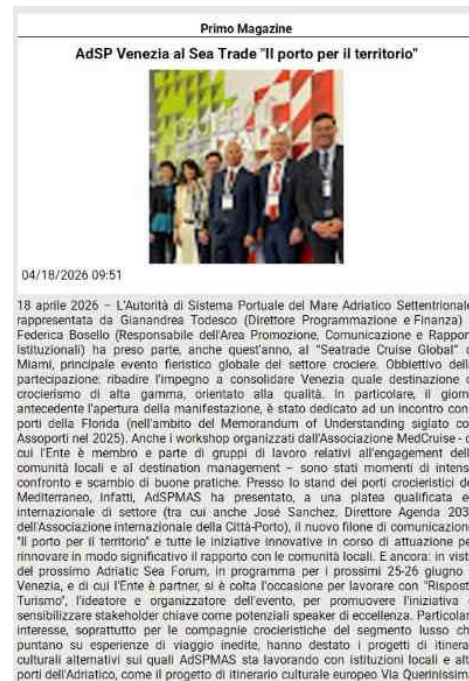 Primo Magazine
AdSP Venezia al Sea Trade "Il porto per il territorio"
04/18/2026 09:51
18 aprile 2026 – L'Autorità di Sistema Portuale del Mare Adriatico Settentrionale
rappresentata da Gianandrea Todesco (Direttore Programmazione e Finanza)
Federica Bosello (Responsabile dell'Area Promozione, Comunicazione e Rappor
Istituzionali) ha preso parte, anche quest'anno, al "Seatrade Cruise Global" d
Miami, principale evento fieristico globale del settore crociere. Obbiettivo dell
partecipazione: ribadire l'impegno a consolidare Venezia quale destinazione d
crocierismo di alta gamma, orientato alla qualità. In particolare, il giorn
antecedente l'apertura della manifestazione, è stato dedicato ad un incontro con
porti della Florida (nell'ambito del Memorandum of Understanding siglato co
Assoporti nel 2025). Anche i workshop organizzati dall'Associazione MedCruise - d
cui l'Ente è membro e parte di gruppi di lavoro relativi all'engagement dell
comunità locali e al destination management – sono stati momenti di intens
confronto e scambio di buone pratiche. Presso lo stand dei porti crocieristici de
Mediterraneo, infatti, AdSPMAS ha presentato, a una platea qualificata e
internazionale di settore (tra cui anche José Sanchez, Direttore Agenda 203
dell'Associazione internazionale della Città-Porto), il nuovo filone di comunicazion
"Il porto per il territorio" e tutte le iniziative innovative in corso di attuazione pe
rinnovare in modo significativo il rapporto con le comunità locali. E ancora: in vist
del prossimo Adriatic Sea Forum, in programma per i prossimi 25-26 giugno
Venezia, e di cui l'Ente è partner, si è colta l'occasione per lavorare con "Rispost
Turismo", l'ideatore e organizzatore dell'evento, per promuovere l'iniziativa
sensibilizzare stakeholder chiave come potenziali speaker di eccellenza. Particolar
interesse, soprattutto per le compagnie crocieristiche del segmento lusso ch
puntano su esperienze di viaggio inedite, hanno destato i progetti di itinerar
culturali alternativi sui quali AdSPMAS sta lavorando con istituzioni locali e alt
porti dell'Adriatico, come il progetto di itinerario culturale europeo Via Querinissim